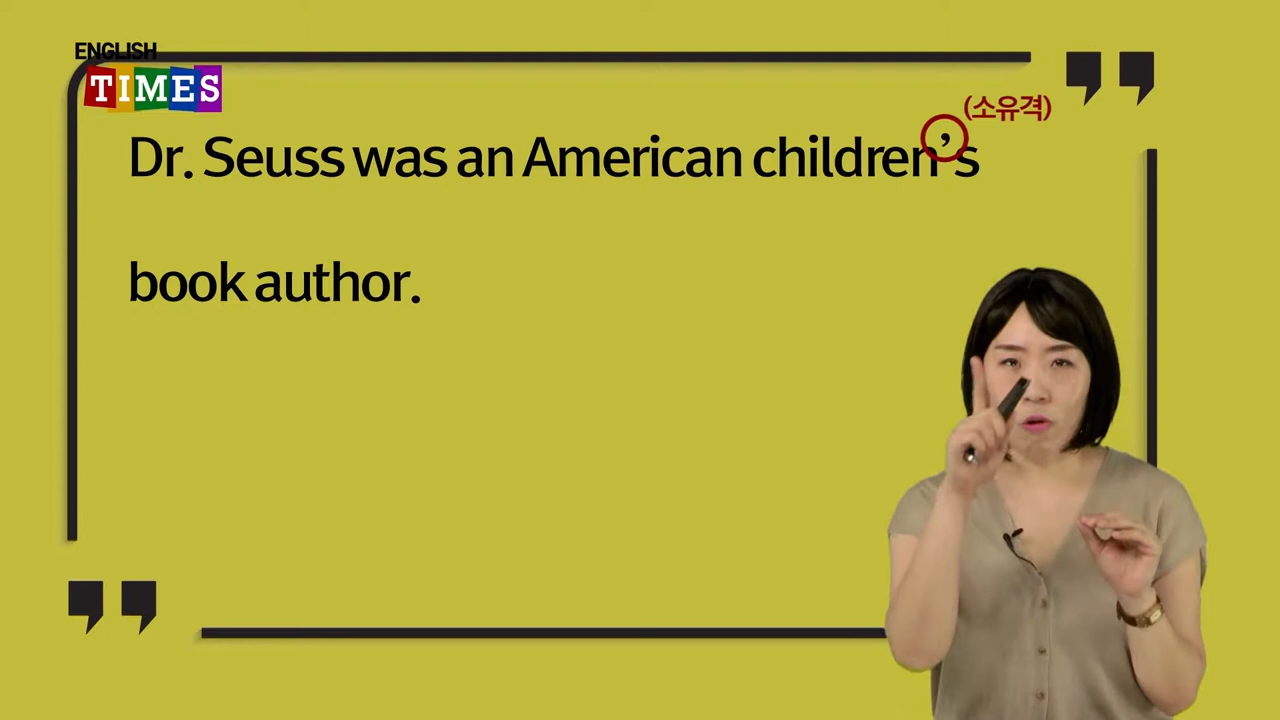 ENGLISH
TIMES
(소유격)
Dr. Seuss was an American children’s
book author.